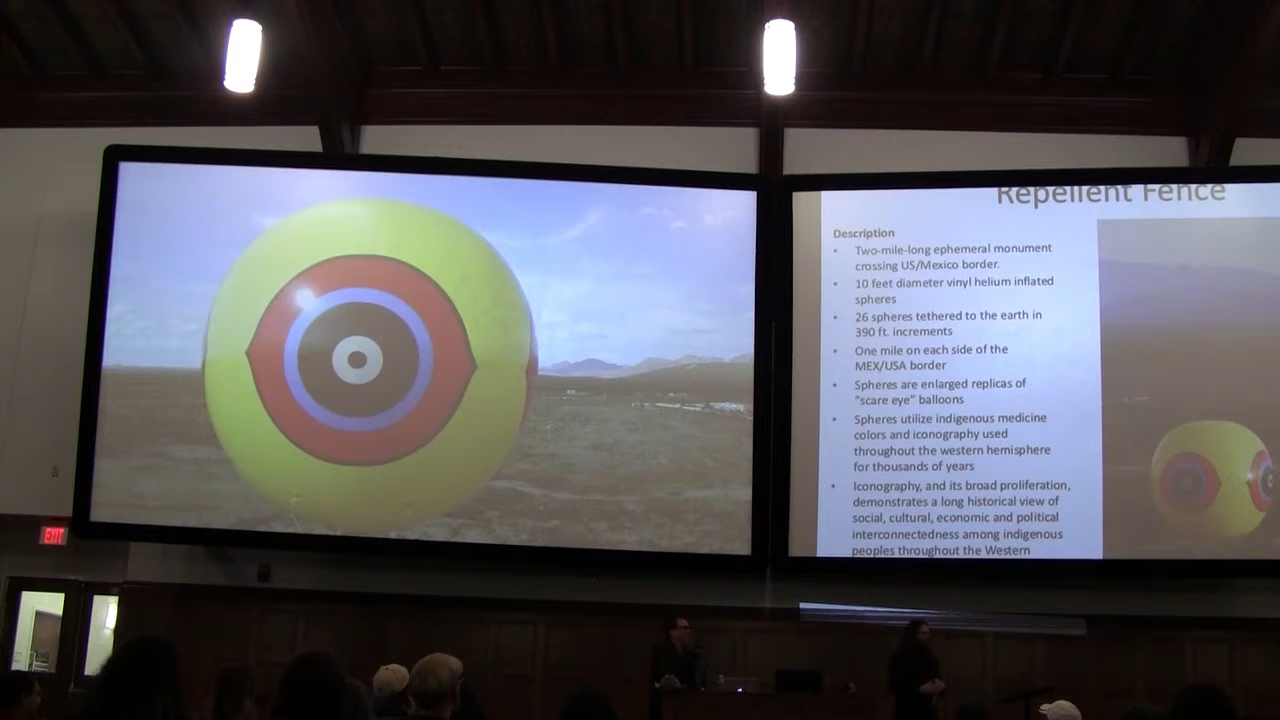 Repellent Fence
Description
• Two-mile-long ephemeral monument
crossing US/Mexico border.
• 10 feet diameter vinyl helium inflated
spheres
• 26 spheres tethered to the earth in
390 ft. increments
• One mile on each side of the
MEX/USA border
• Spheres are enlarged replicas of
“scare eye” balloons
• Spheres utilize indigenous medicine
colors and iconography used
throughout the western hemisphere
for thousands of years
• Iconography, and its broad proliferation,
demonstrates a long historical view of
social, cultural, economic and political
interconnectedness among indigenous
peoples throughout the Western
EXIT